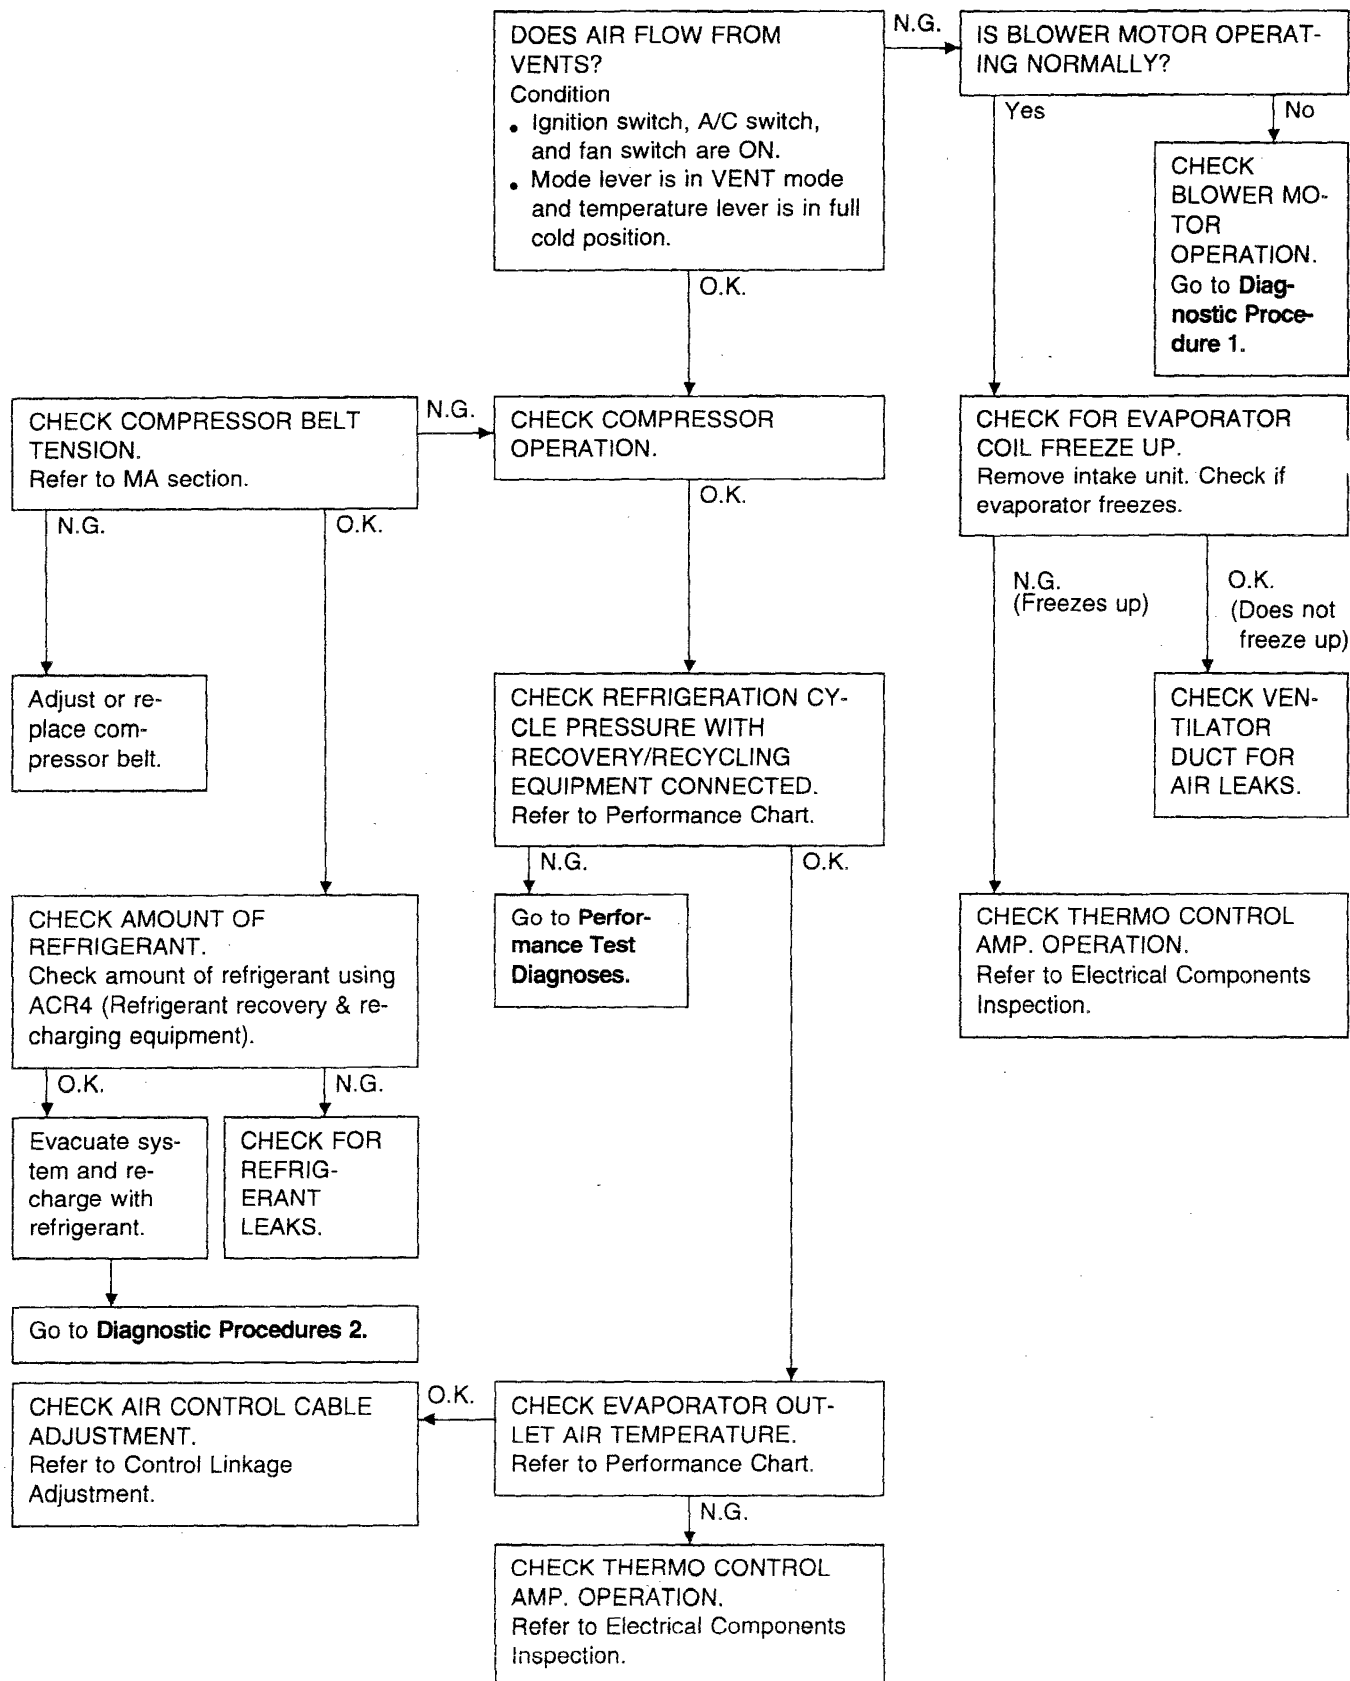 DOES AIR FLOW FROM
VENTS?
Condition
• Ignition switch, A/C switch,
and fan switch are ON.
• Mode lever is in VENT mode
and temperature lever is in full
cold position.
N.G.
IS BLOWER MOTOR OPERAT-
ING NORMALLY?
Yes
No
CHECK
BLOWER MO-
TOR
OPERATION.
Go to Diag-
nostic Proce-
dure 1.
O.K.
CHECK COMPRESSOR BELT
TENSION.
Refer to MA section.
N.G.
CHECK COMPRESSOR
OPERATION.
CHECK FOR EVAPORATOR
COIL FREEZE UP.
Remove intake unit. Check if
evaporator freezes.
N.G.
O.K.
O.K.
N.G.
(Freezes up)
O.K.
(Does not
freeze up)
Adjust or re-
place com-
pressor belt.
CHECK REFRIGERATION CY-
CLE PRESSURE WITH
RECOVERY/RECYCLING
EQUIPMENT CONNECTED.
Refer to Performance Chart.
CHECK VEN-
TILATOR
DUCT FOR
AIR LEAKS.
N.G.
O.K.
CHECK AMOUNT OF
REFRIGERANT.
Check amount of refrigerant using
ACR4 (Refrigerant recovery & re-
charging equipment).
Go to Perfor-
mance Test
Diagnoses.
CHECK THERMO CONTROL
AMP. OPERATION.
Refer to Electrical Components
Inspection.
O.K.
N.G.
Evacuate sys-
tem and re-
charge with
refrigerant.
CHECK FOR
REFRIG-
ERANT
LEAKS.
Go to Diagnostic Procedures 2.
CHECK AIR CONTROL CABLE
ADJUSTMENT.
Refer to Control Linkage
Adjustment.
O.K.
CHECK EVAPORATOR OUT-
LET AIR TEMPERATURE.
Refer to Performance Chart.
N.G.
CHECK THERMO CONTROL
AMP. OPERATION.
Refer to Electrical Components
Inspection.